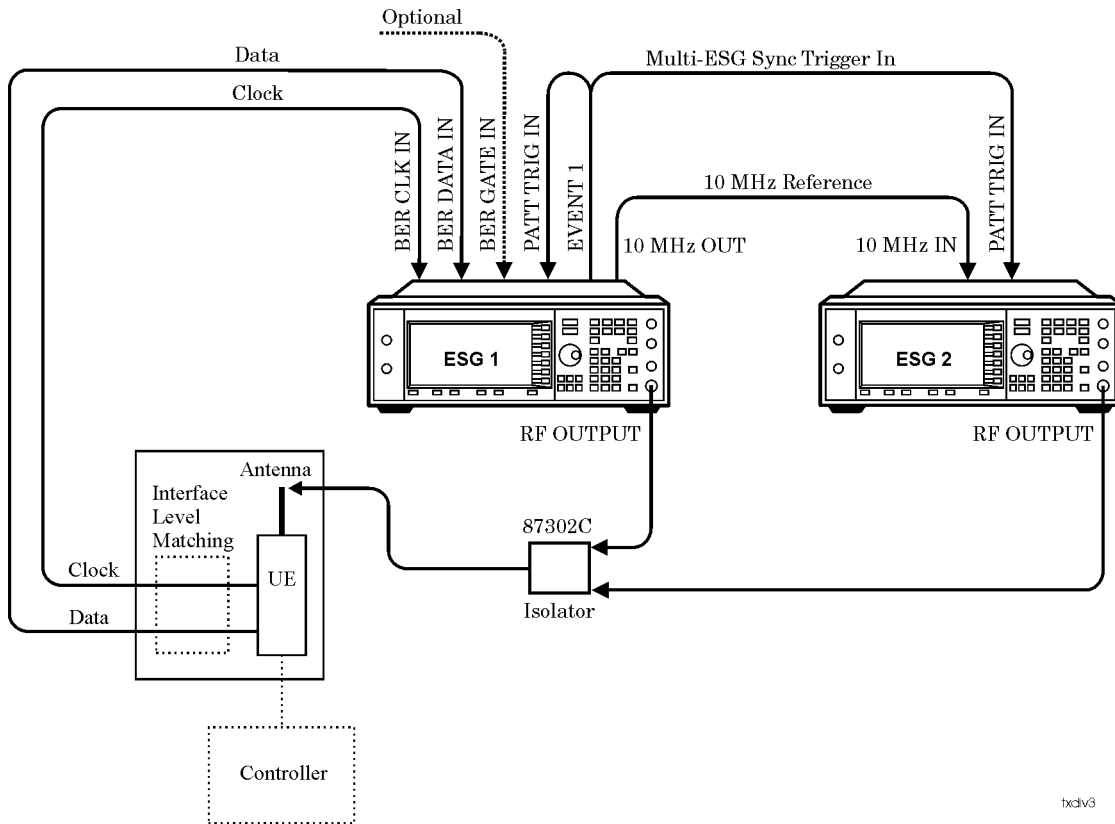 Optional
Data
Multi-ESG Sync Trigger In
Clock
BER CLK IN
BER DATA IN
BER GATE IN
PATT TRIG IN
EVENT 1
10 MHz Reference
PATT TRIG IN
10 MHz OUT
10 MHz IN
ESG 1
ESG 2
RF OUTPUT
RF OUTPUT
Antenna
Interface
Level
Matching
87302C
Clock
UE
Isolator
Data
Controller
txdiv3